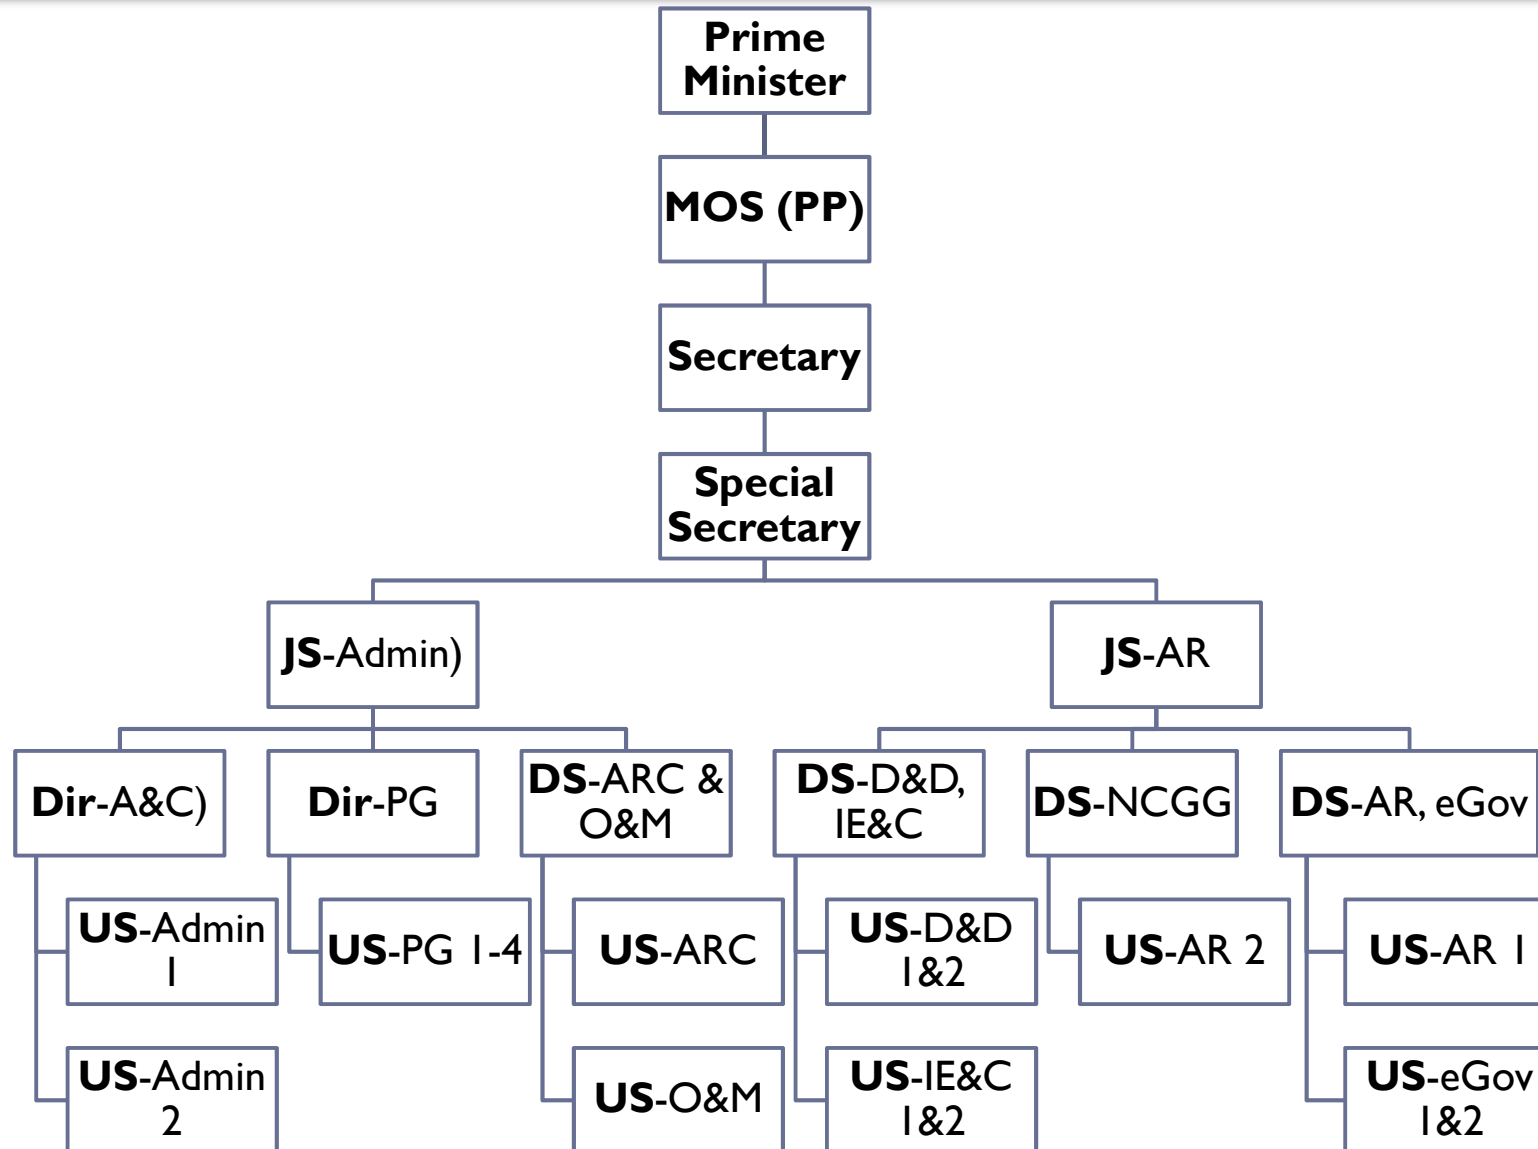 Prime
Minister
MOS (PP)
Secretary
Special
Secretary
JS-Admin)
JS-AR
Dir-A&C)
Dir-PG
DS-ARC &
O&M
DS-D&D,
IE&C
DS-NCGG
DS-AR, eGov
US-Admin
1
US-PG 1-4
US-ARC
US-D&D
1&2
US-AR 2
US-AR 1
US-Admin
2
US-O&M
US-IE&C
1&2
US-eGov
1&2